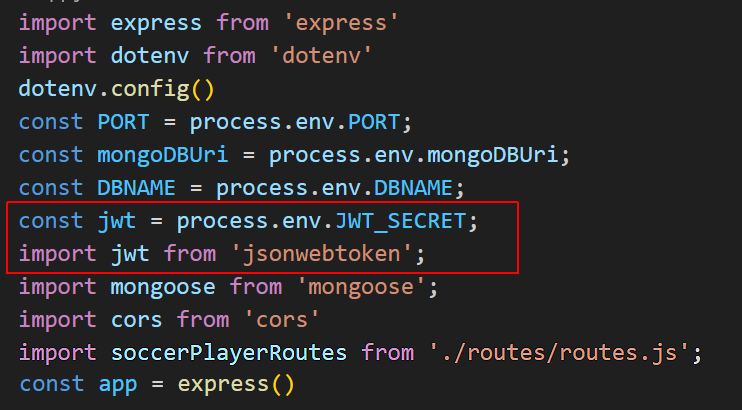 import express from 'express'
import dotenv from 'dotenv'
dotenv.config()
const PORT = process.env.PORT;
const mongoDBUri = process.env.mongoDBUri;
const DBNAME = process.env.DBNAME;
const jwt = process.env.JWT_SECRET;
import jwt from 'jsonwebtoken';
import mongoose from 'mongoose';
import cors from 'cors'
import soccerPlayerRoutes from './routes/routes.js';
const app = express()